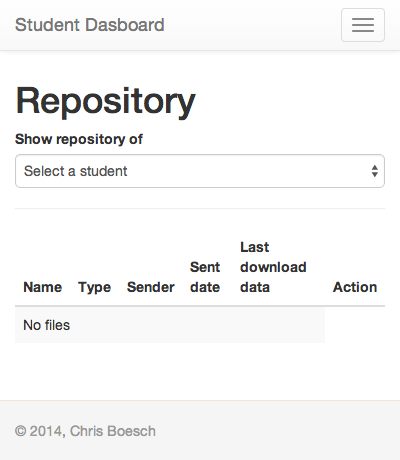 Student Dasboard
Repository
Show repository of
Select a student
Name Type Sender Sent date Last download data Action
No files
© 2014, Chris Boesch